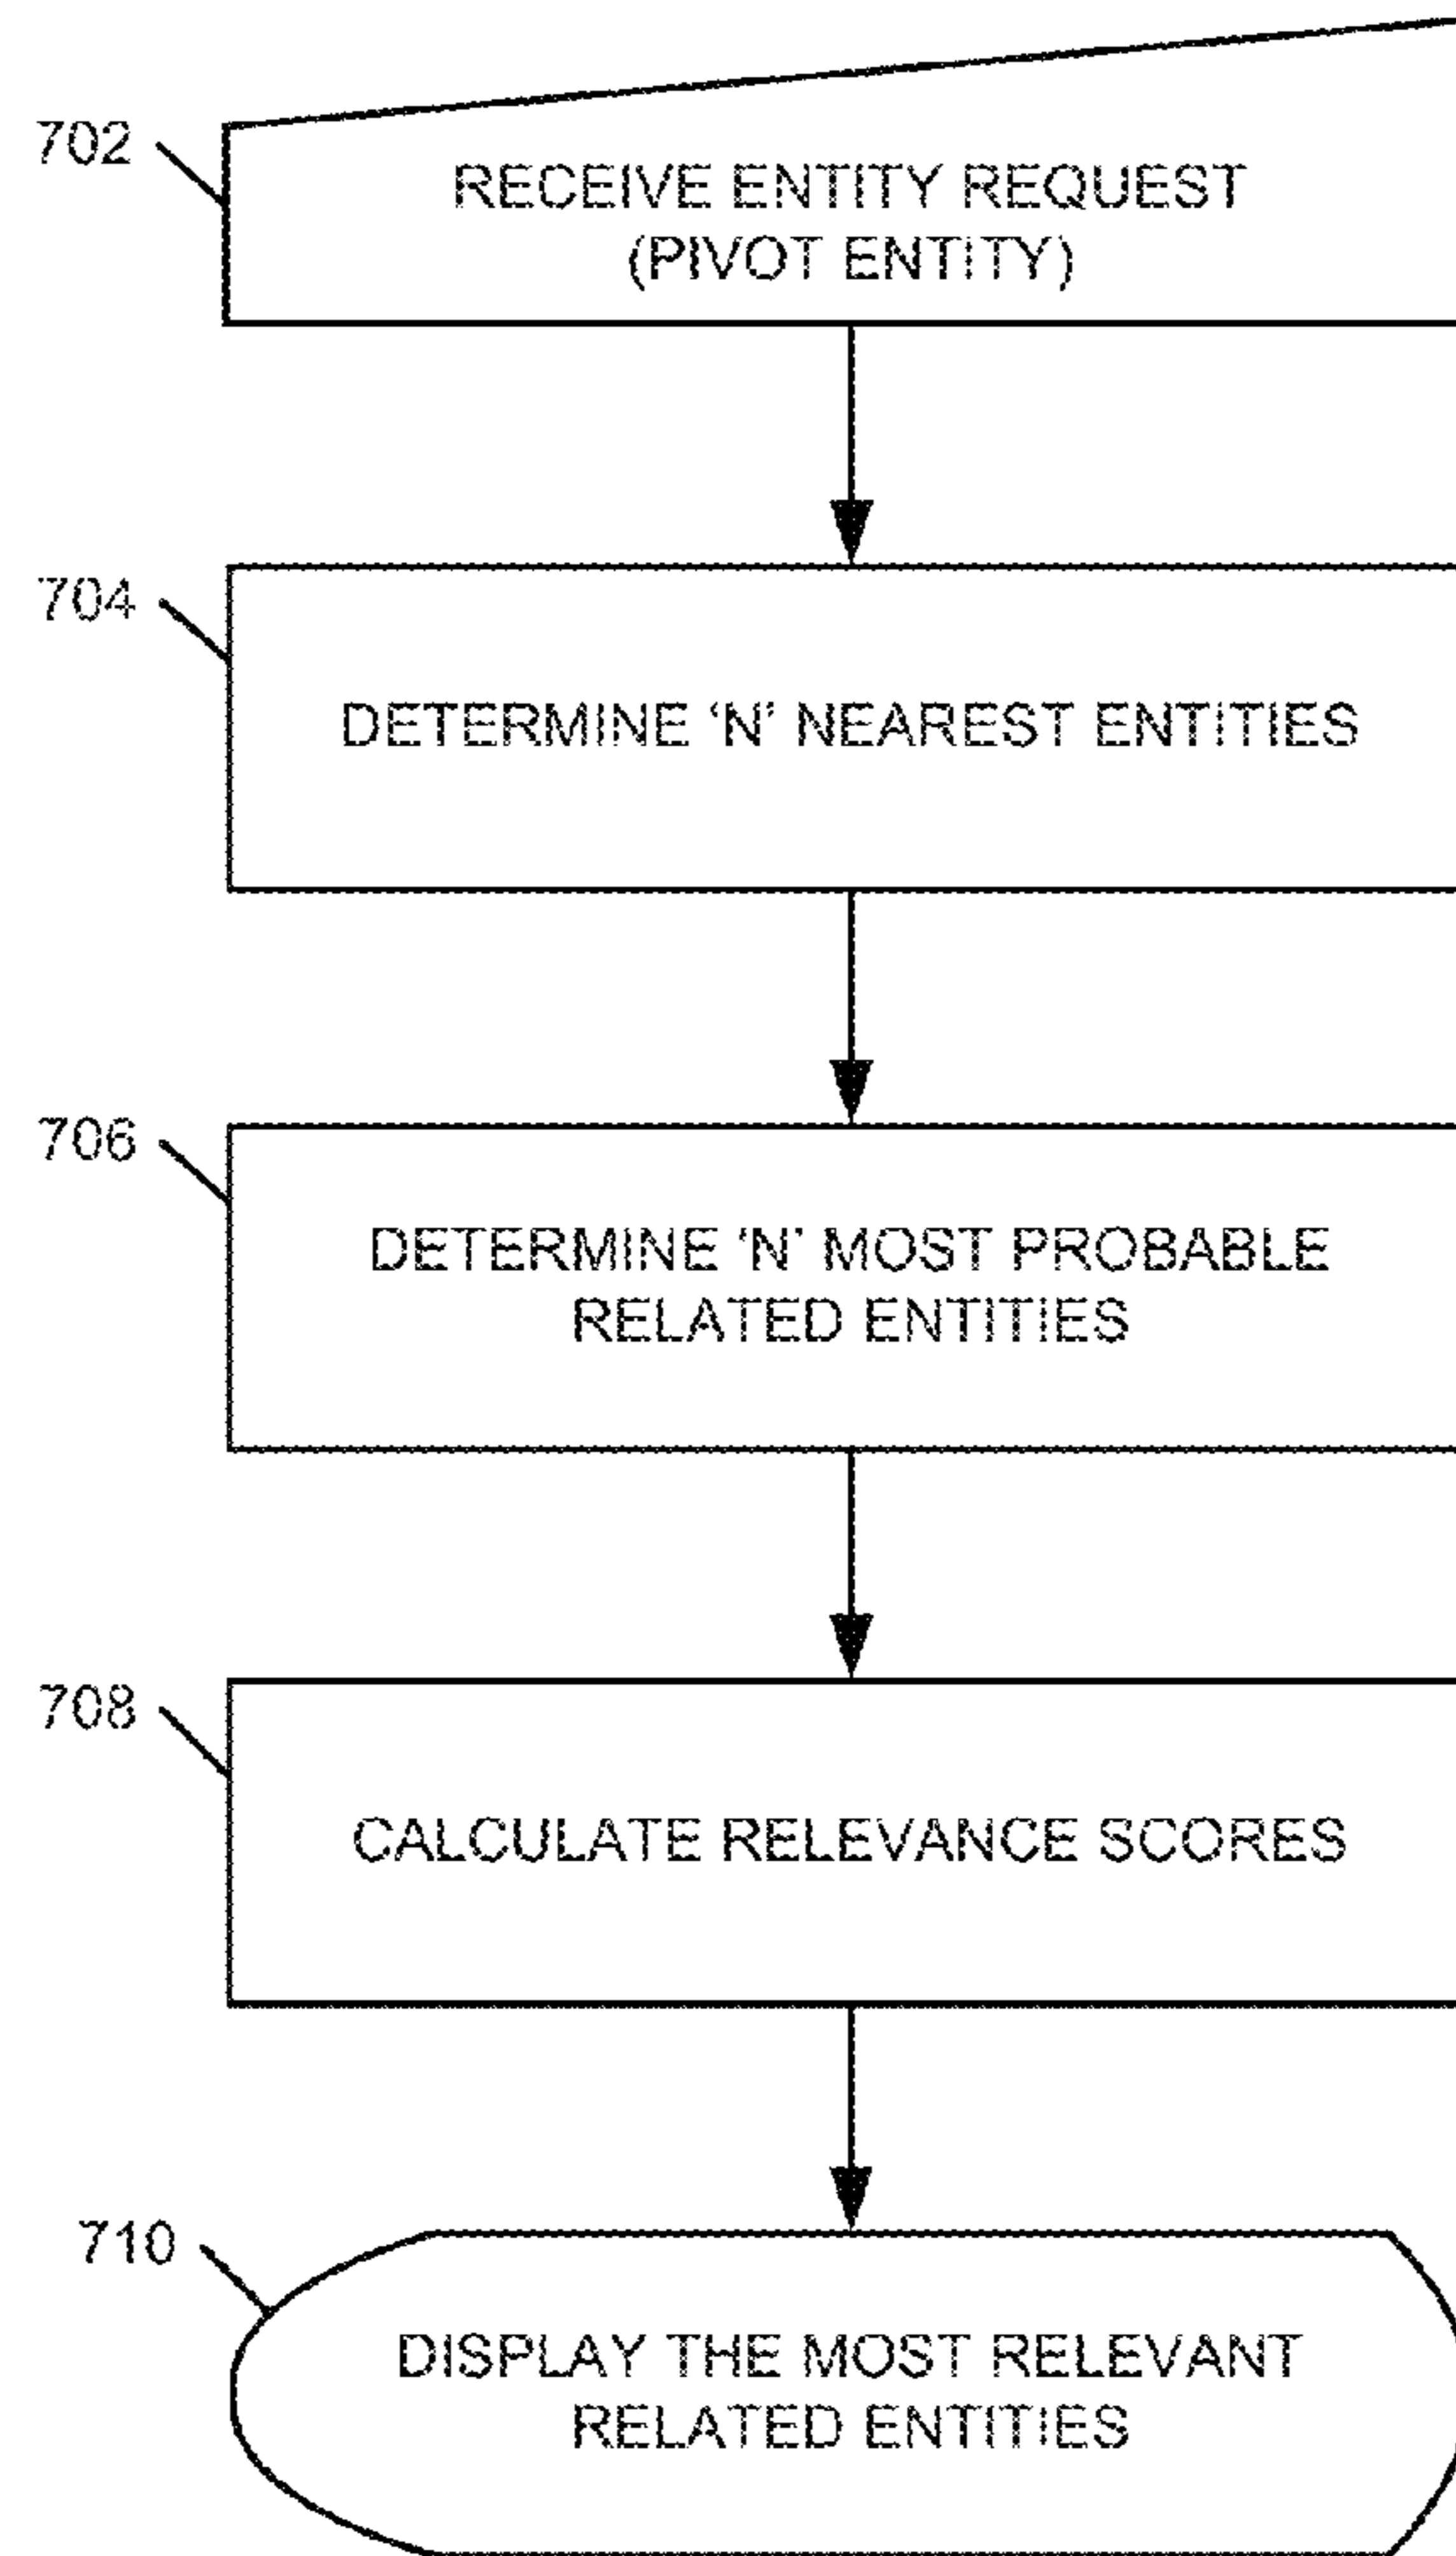 702
RECEIVE ENTITY REQUEST
(PIVOT ENTITY)
704
DETERMINE ‘N’ NEAREST ENTITIES
706
DETERMINE ‘N’ MOST PROBABLE
RELATED ENTITIES
708
CALCULATE RELEVANCE SCORES
710
DISPLAY THE MOST RELEVANT
RELATED ENTITIES